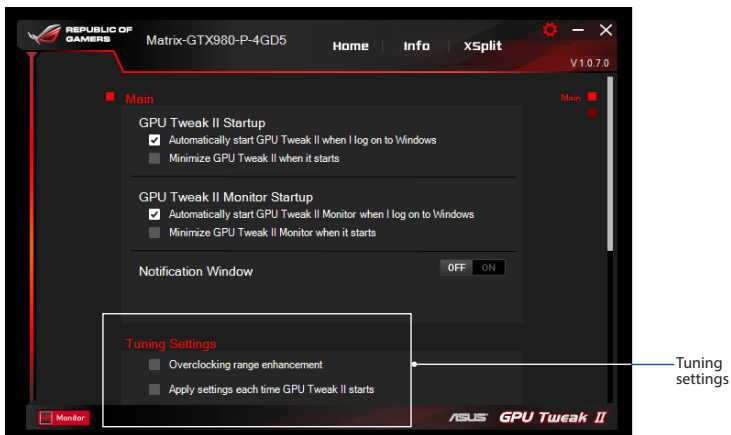 REPUBLIC OF
GAMERS
Matrix-GTX980-P-4GD5
Home
Info
XSplit
V 1.0.7.0
Main
Main
GPU Tweak II Startup
Automatically start GPU Tweak II when I log on to Windows
Minimize GPU Tweak II when it starts
GPU Tweak II Monitor Startup
Automatically start GPU Tweak II Monitor when I log on to Windows
Minimize GPU Tweak II Monitor when it starts
Notification Window
OFF ON
Tuning Settings
Overclocking range enhancement
Apply settings each time GPU Tweak II starts
Tuning
settings
Monitor
ASUS GPU Tweak II